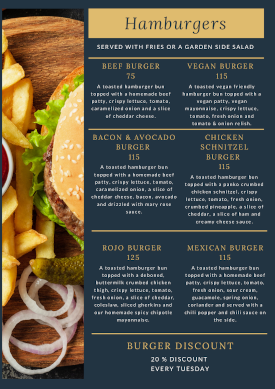 Hamburgers
SERVED WITH FRIES OR A GARDEN SIDE SALAD
BEEF BURGER
75
A toasted hamburger bun
topped with a homemade beef
patty, crispy lettuce, tomato,
caramelized onion and a slice
of cheddar cheese.
VEGAN BURGER
115
A toasted vegan friendly
hamburger bun topped with a
vegan patty, vegan
mayonnaise, crispy lettuce,
tomato, fresh onion and
tomato & onion relish.
BACON & AVOCADO
BURGER
115
A toasted hamburger bun
topped with a homemade beef
patty, crispy lettuce, tomato,
caramelized onion, a slice of
cheddar cheese, bacon, avocado
and drizzled with mary rose
sauce.
CHICKEN
SCHNITZEL
BURGER
115
A toasted hamburger bun
topped with a panko crumbed
chicken schnitzel, crispy
lettuce, tomato, fresh onion,
crumbed pineapple, a slice of
cheddar, a slice of ham and
creamy cheese sauce.
ROJO BURGER
125
A toasted hamburger bun
topped with a deboned,
buttermilk crumbed chicken
thigh, crispy lettuce, tomato,
fresh onion, a slice of cheddar,
coleslaw, sliced gherkins and
our homemade spicy chipotle
mayonnaise.
MEXICAN BURGER
115
A toasted hamburger bun
topped with a homemade beef
patty, crispy lettuce, tomato,
fresh onion, sour cream,
guacamole, spring onion,
coriander and served with a
chili popper and chili sauce on
the side.
BURGER DISCOUNT
20 % DISCOUNT
EVERY TUESDAY